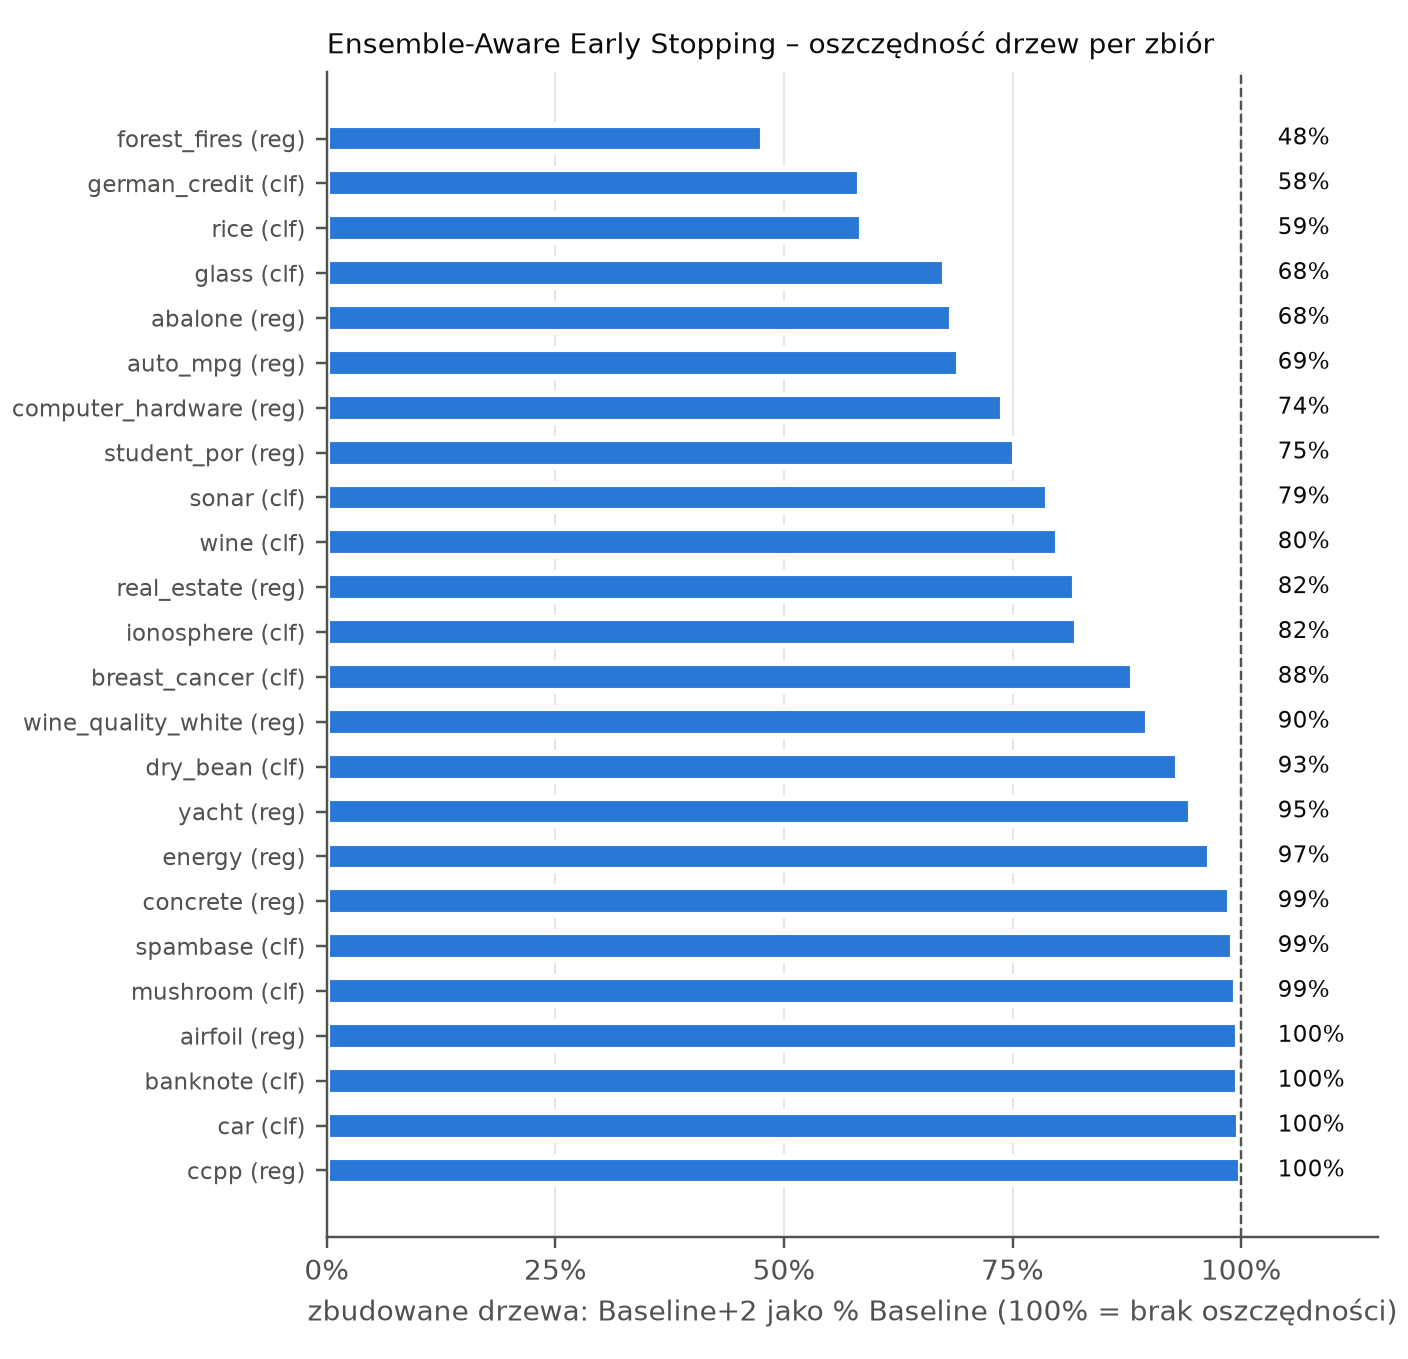 Ensemble-Aware Early Stopping – oszczędność drzew per zbiór
forest_fires (reg) 48%
german_credit (clf) 58%
rice (clf) 59%
glass (clf) 68%
abalone (reg) 68%
auto_mpg (reg) 69%
computer_hardware (reg) 74%
student_por (reg) 75%
sonar (clf) 79%
wine (clf) 80%
real_estate (reg) 82%
ionosphere (clf) 82%
breast_cancer (clf) 88%
wine_quality_white (reg) 90%
dry_bean (clf) 93%
yacht (reg) 95%
energy (reg) 97%
concrete (reg) 99%
spambase (clf) 99%
mushroom (clf) 99%
airfoil (reg) 100%
banknote (clf) 100%
car (clf) 100%
ccpp (reg) 100%
0% 25% 50% 75% 100%
zbudowane drzewa: Baseline+2 jako % Baseline (100% = brak oszczędności)